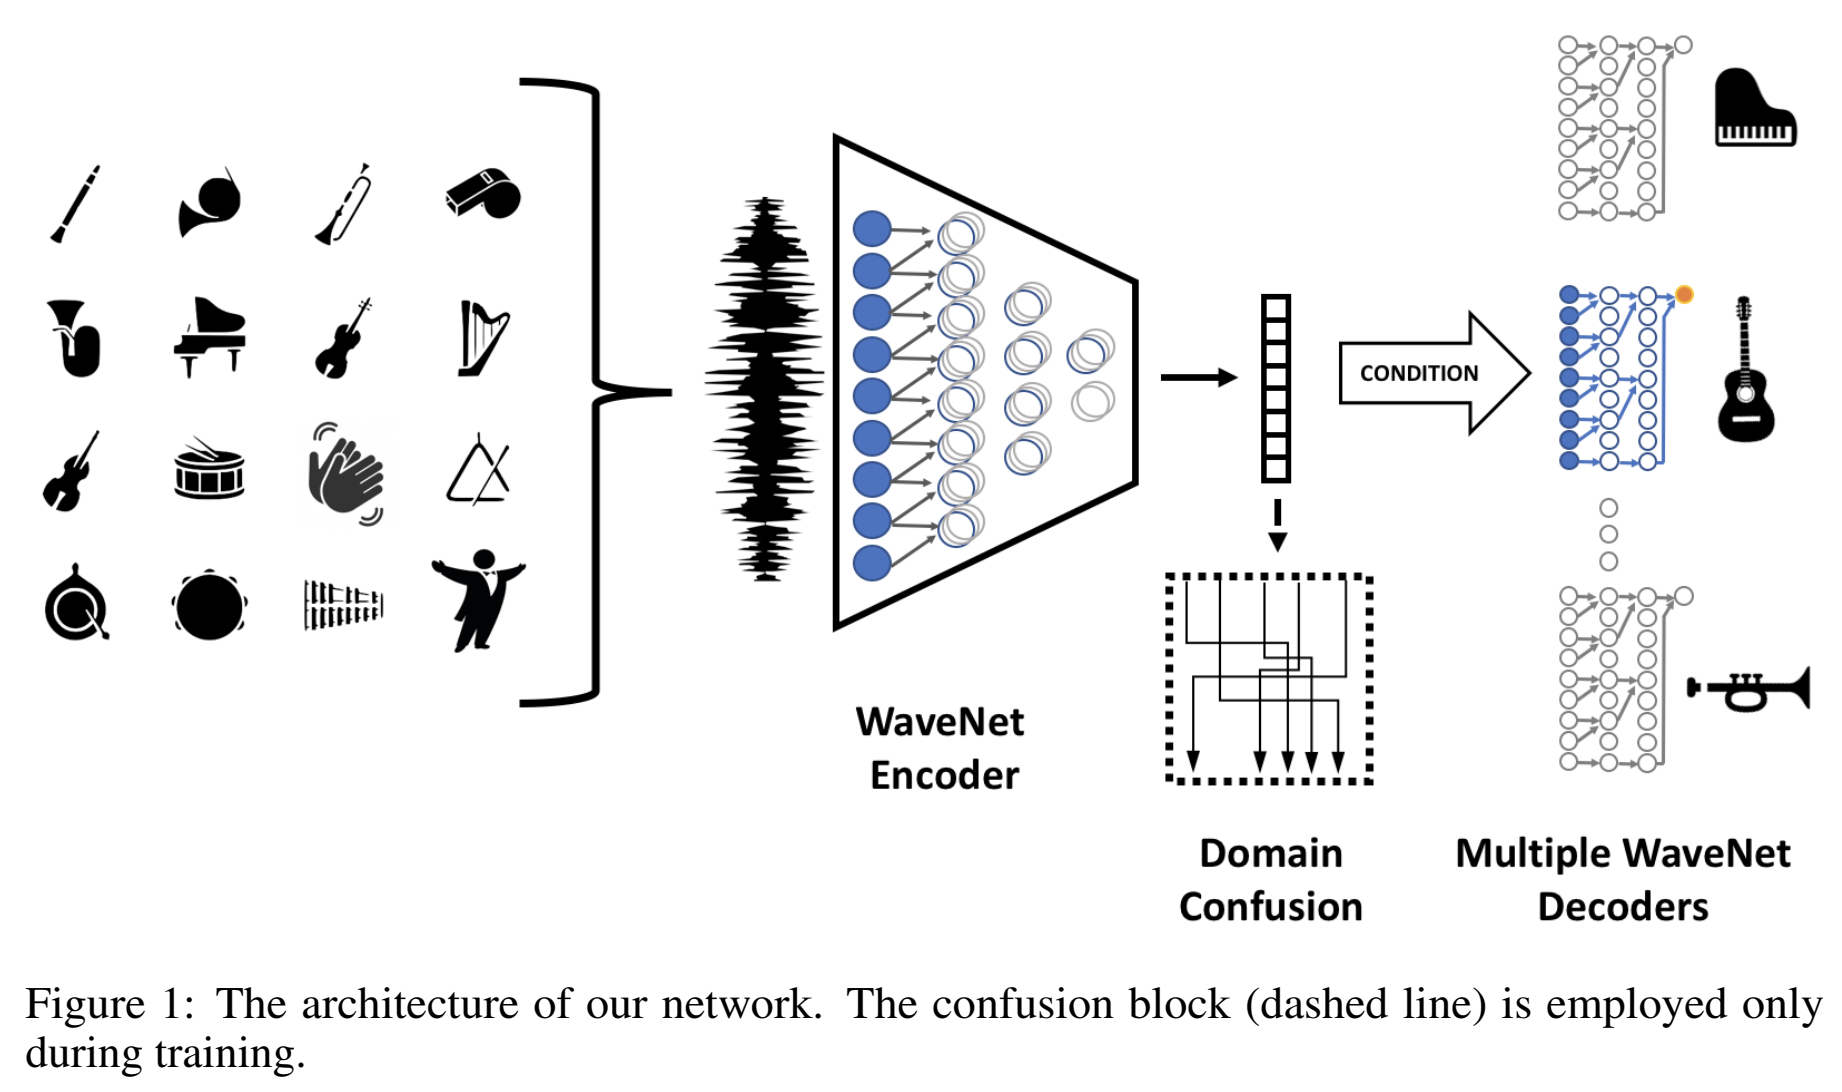 CONDITION
WaveNet
Encoder
Domain
Confusion
Multiple WaveNet
Decoders
Figure 1: The architecture of our network. The confusion block (dashed line) is employed only
during training.